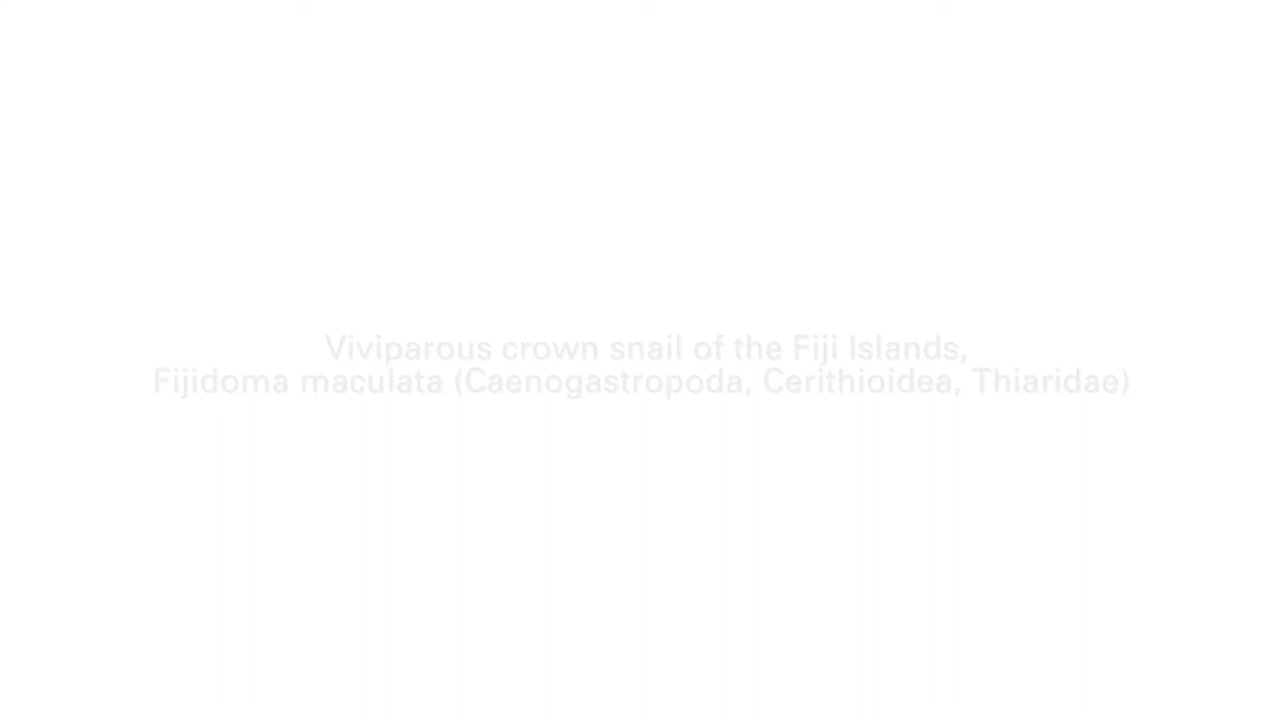 Viviparous crown snail of the Fiji Islands,
Fijidoma maculata (Caenogastropoda, Cerithioidea, Thiaridae)